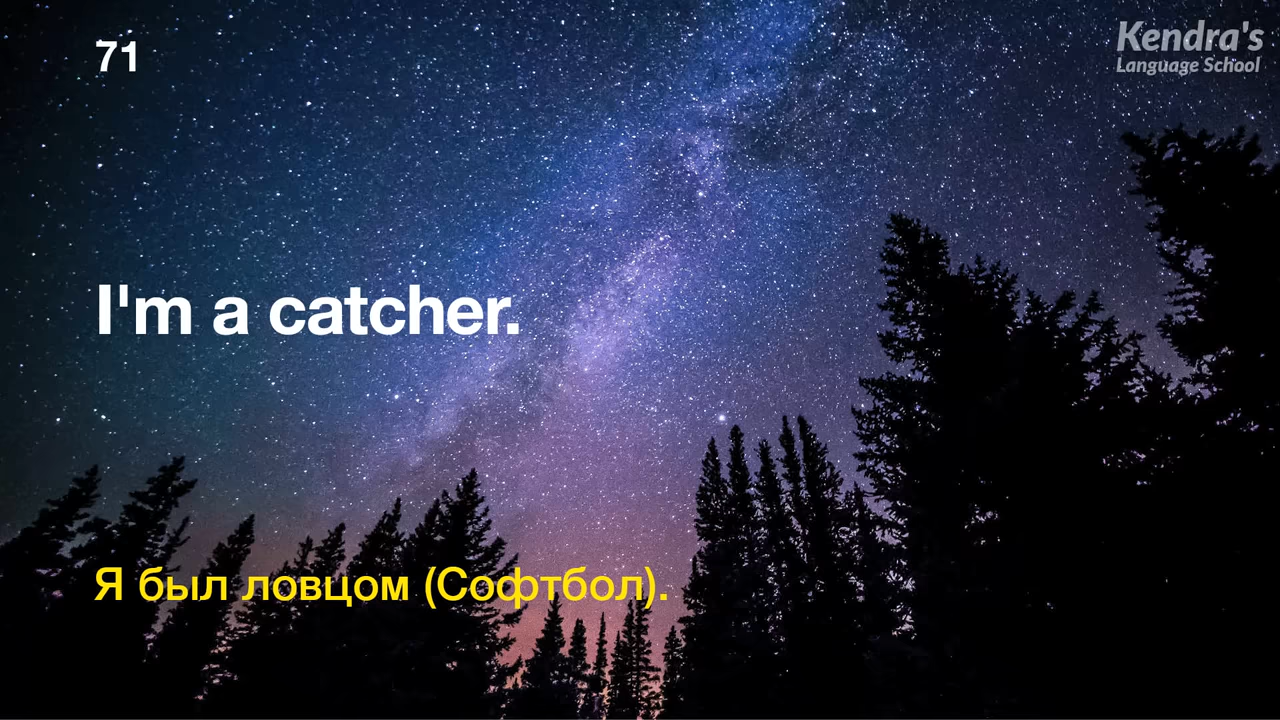 71
Kendra's
Language School
I'm a catcher.
Я был ловцом (Софтбол).